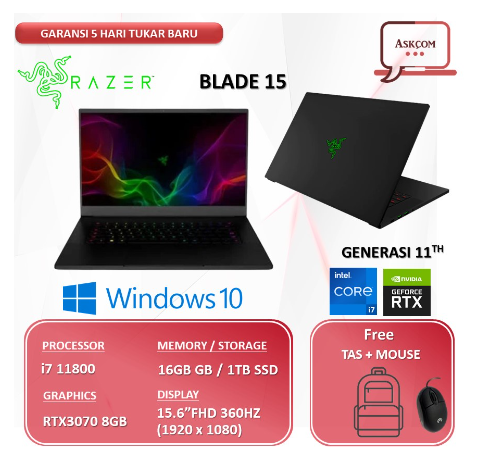 GARANSI 5 HARI TUKAR BARU
ASKCOM
RAZER
BLADE 15
GENERASI 11TH
Windows 10
intel.
CORE
i7
NVIDIA
GEFORCE
RTX
PROCESSOR
i7 11800
MEMORY / STORAGE
16GB GB / 1TB SSD
GRAPHICS
RTX3070 8GB
DISPLAY
15.6”FHD 360HZ
(1920 x 1080)
Free
TAS + MOUSE